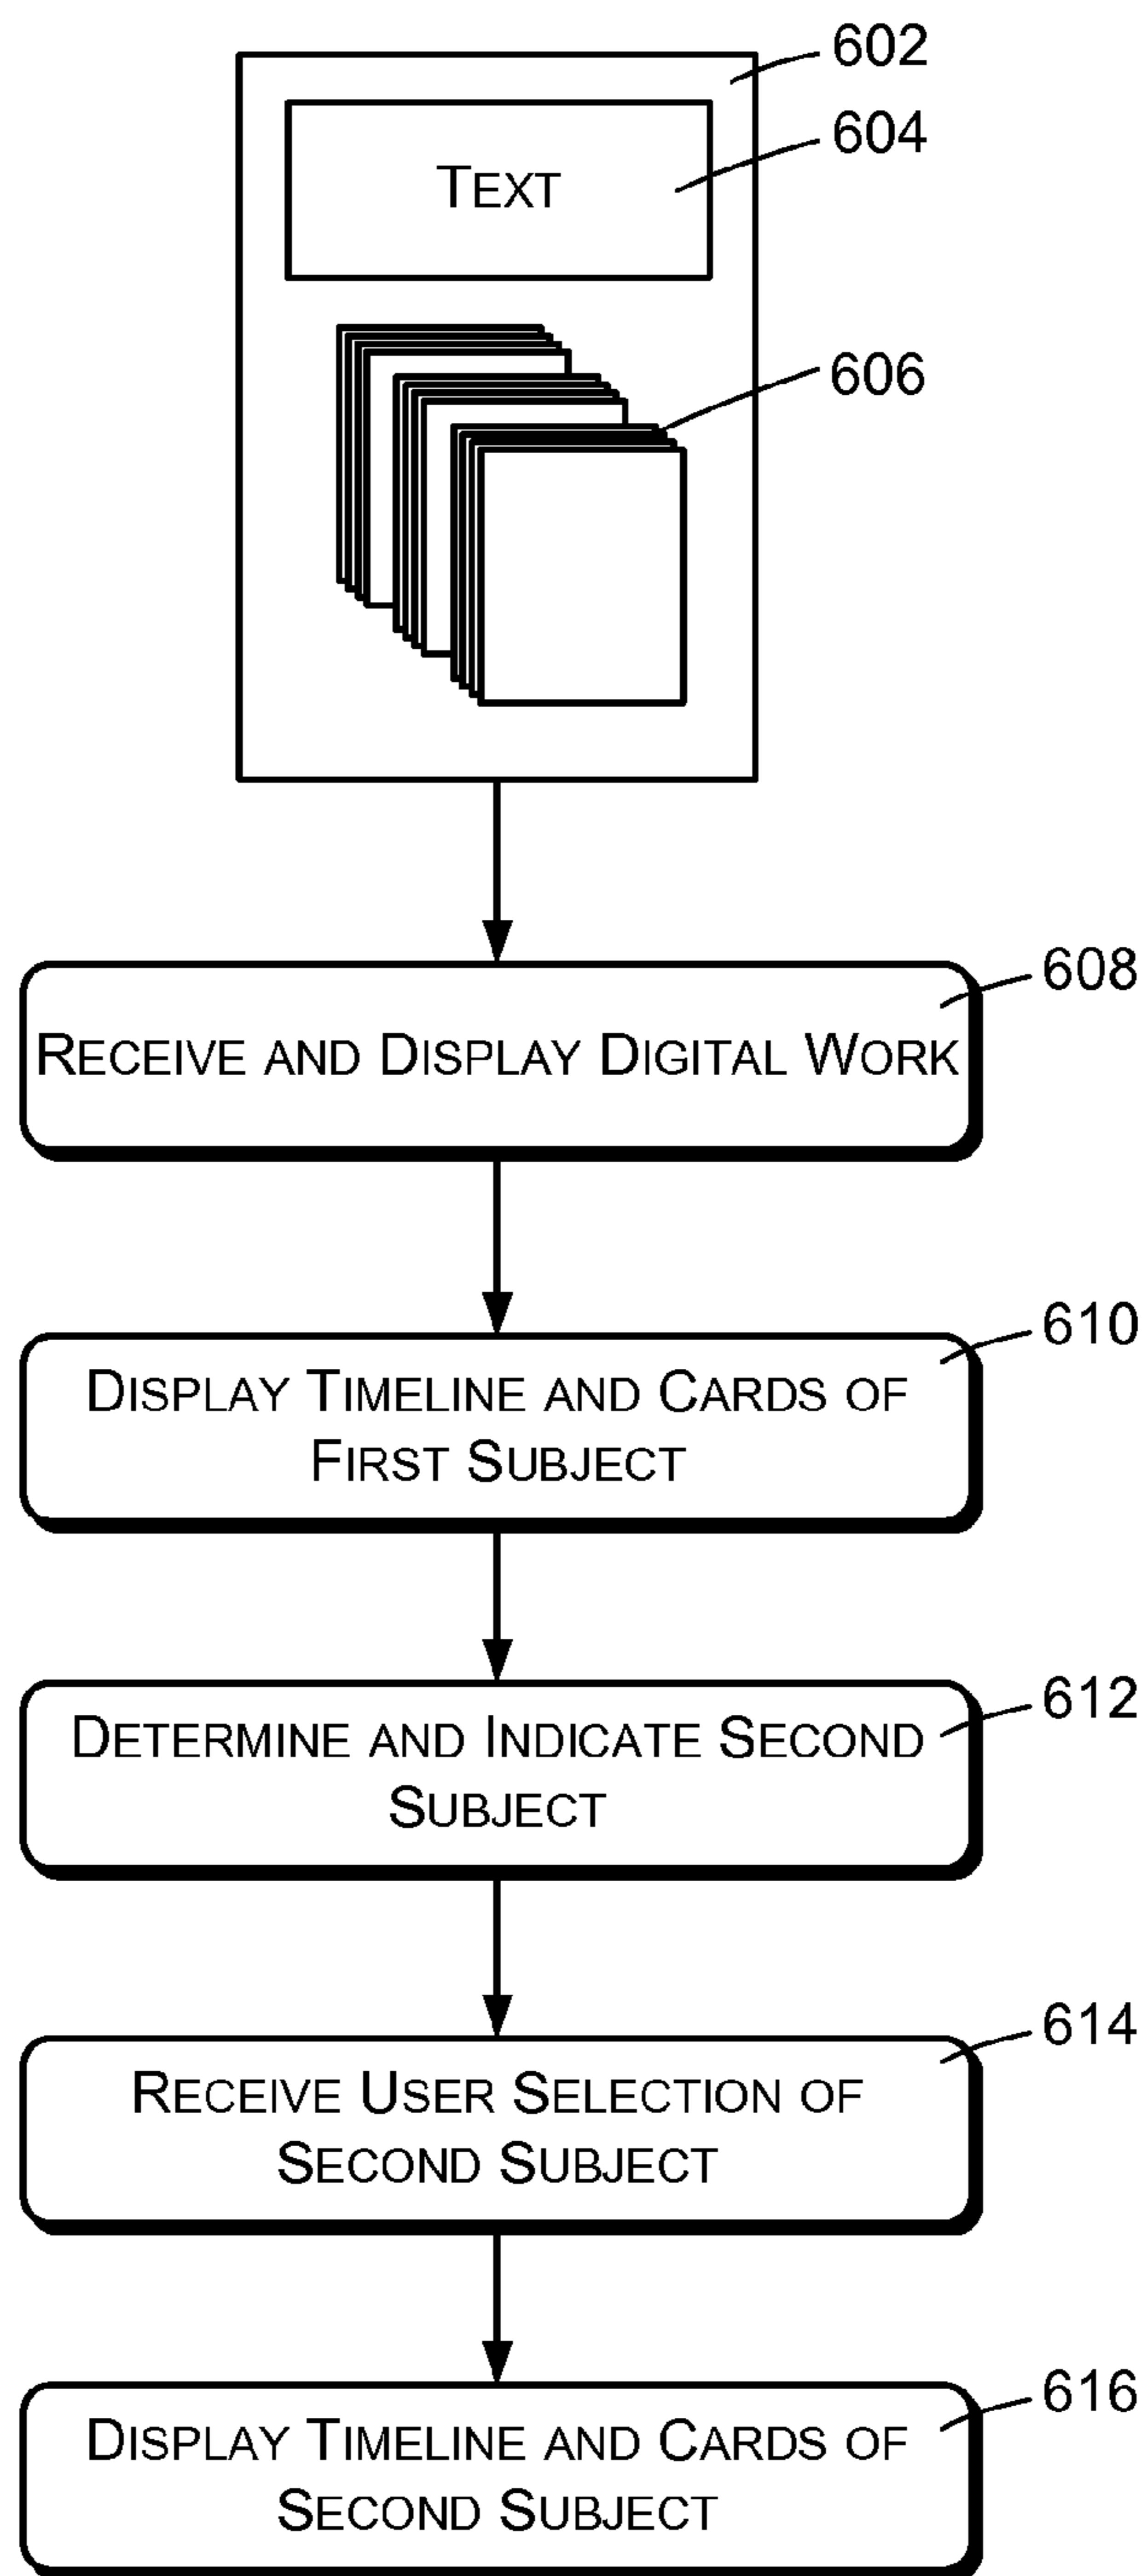 602
TEXT
604
606
608
RECEIVE AND DISPLAY DIGITAL WORK
610
DISPLAY TIMELINE AND CARDS OF
FIRST SUBJECT
612
DETERMINE AND INDICATE SECOND
SUBJECT
614
RECEIVE USER SELECTION OF
SECOND SUBJECT
616
DISPLAY TIMELINE AND CARDS OF
SECOND SUBJECT